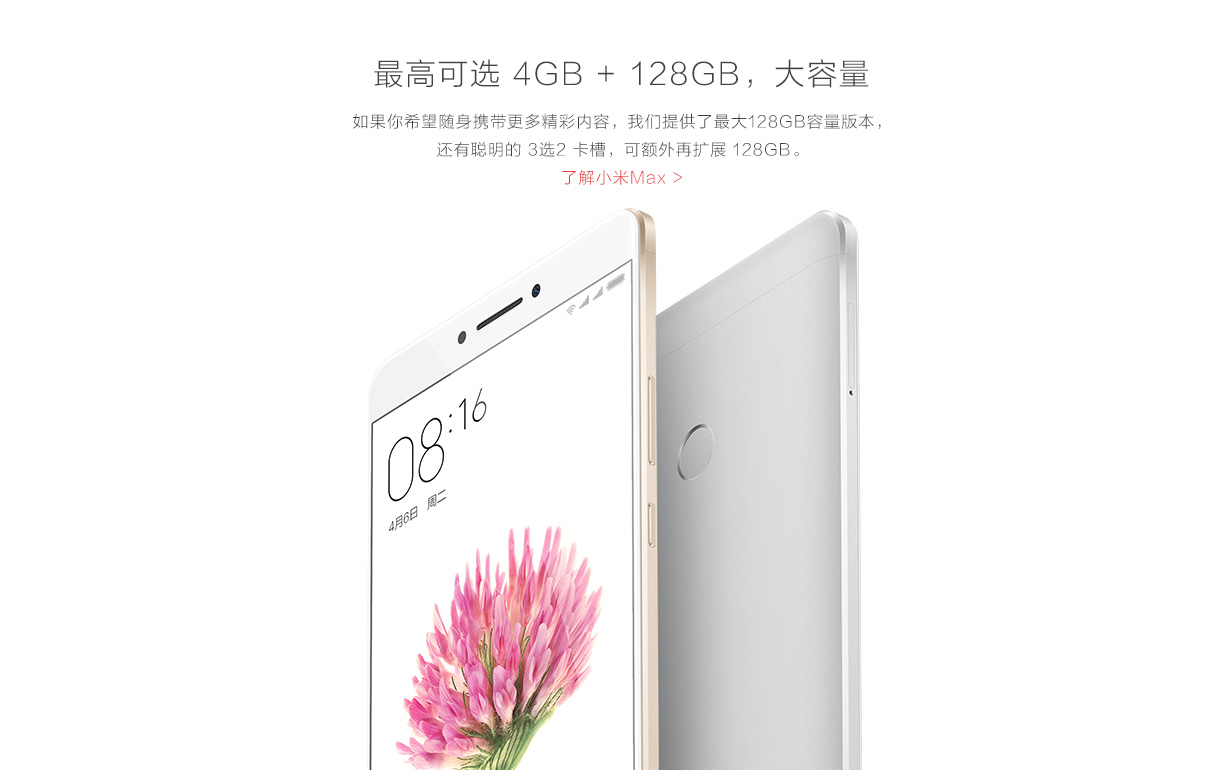 最高可选 4GB + 128GB，大容量
如果你希望随身携带更多精彩内容，我们提供了最大128GB容量版本，
还有聪明的 3选2 卡槽，可额外再扩展 128GB。
了解小米Max >
08:16
4月6日 周二